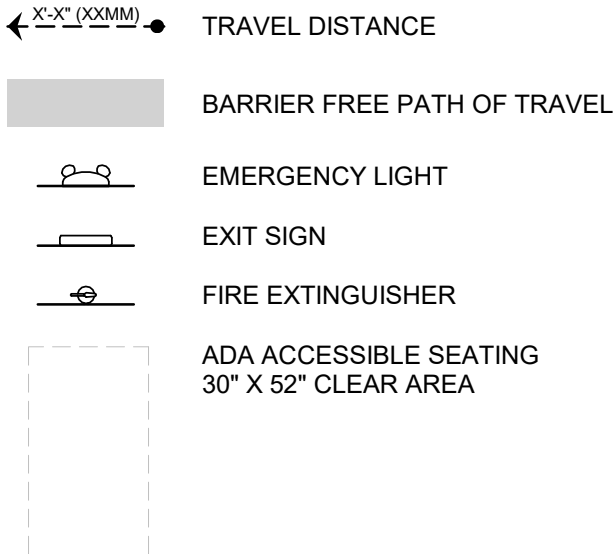 X'-X" (XXMM)
TRAVEL DISTANCE
BARRIER FREE PATH OF TRAVEL
EMERGENCY LIGHT
EXIT SIGN
FIRE EXTINGUISHER
ADA ACCESSIBLE SEATING
30" X 52" CLEAR AREA